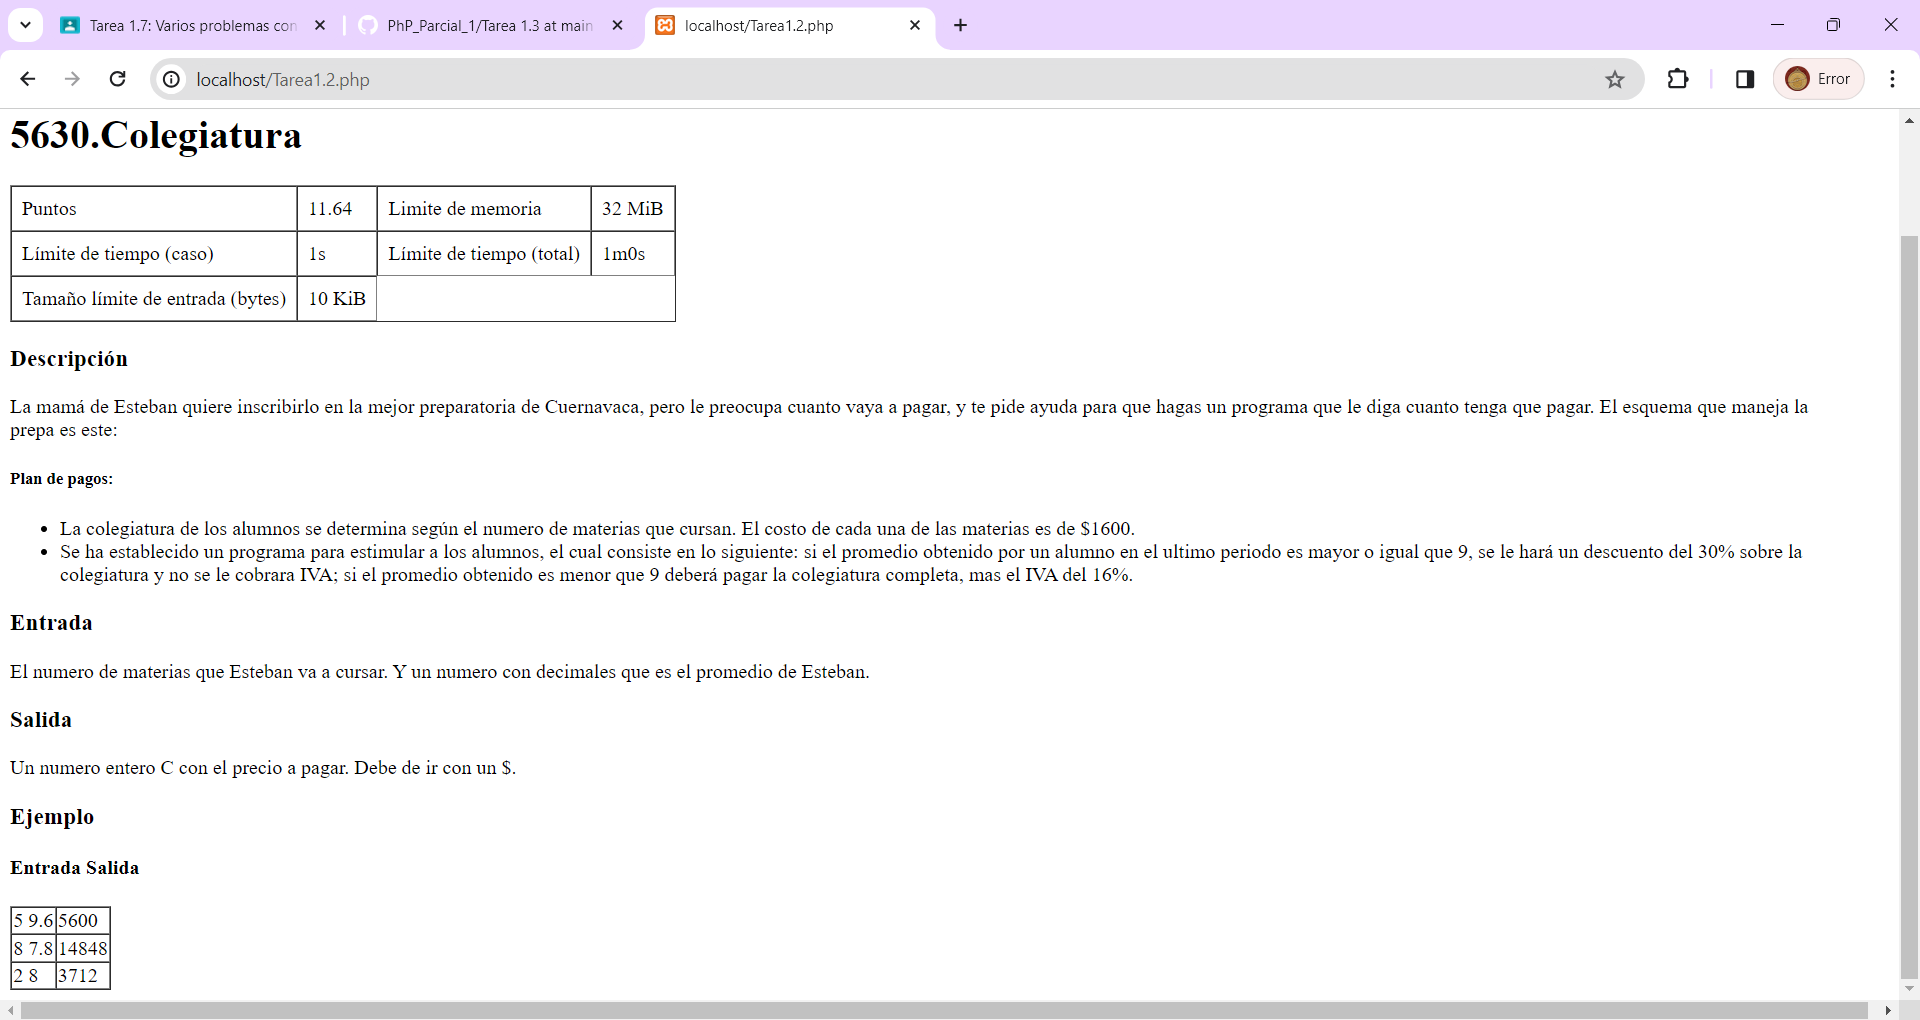 Tarea 1.7: Varios problemas con
PhP_Parcial_1/Tarea 1.3 at main
localhost/Tarea1.2.php
localhost/Tarea1.2.php
Error
5630.Colegiatura
Puntos 11.64 Limite de memoria 32 MiB
Límite de tiempo (caso) 1s Límite de tiempo (total) 1m0s
Tamaño límite de entrada (bytes) 10 KiB
Descripción
La mamá de Esteban quiere inscribirlo en la mejor preparatoria de Cuernavaca, pero le preocupa cuanto vaya a pagar, y te pide ayuda para que hagas un programa que le diga cuanto tenga que pagar. El esquema que maneja la
prepa es este:
Plan de pagos:
• La colegiatura de los alumnos se determina según el numero de materias que cursan. El costo de cada una de las materias es de $1600.
• Se ha establecido un programa para estimular a los alumnos, el cual consiste en lo siguiente: si el promedio obtenido por un alumno en el ultimo periodo es mayor o igual que 9, se le hará un descuento del 30% sobre la
colegiatura y no se le cobrara IVA; si el promedio obtenido es menor que 9 deberá pagar la colegiatura completa, mas el IVA del 16%.
Entrada
El numero de materias que Esteban va a cursar. Y un numero con decimales que es el promedio de Esteban.
Salida
Un numero entero C con el precio a pagar. Debe de ir con un $.
Ejemplo
Entrada Salida
5 9.6 5600
8 7.8 14848
2 8 3712